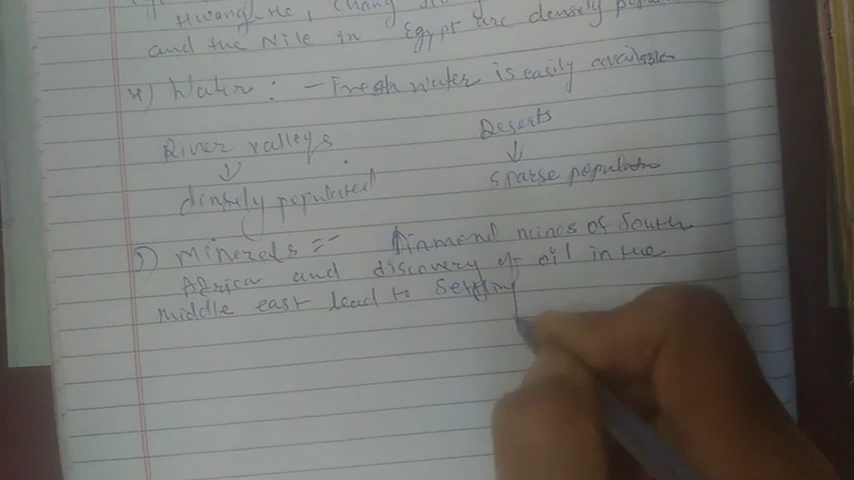 Hwang-He, Chang
and the Nile in Egypt are densely
4) Water: - Fresh water is easily available
River valleys
Deserts
↓
↓
densely populated
sparse population
5) Minerals :- Diamond mines of South
Africa and discovery of oil in the
middle east lead to settling